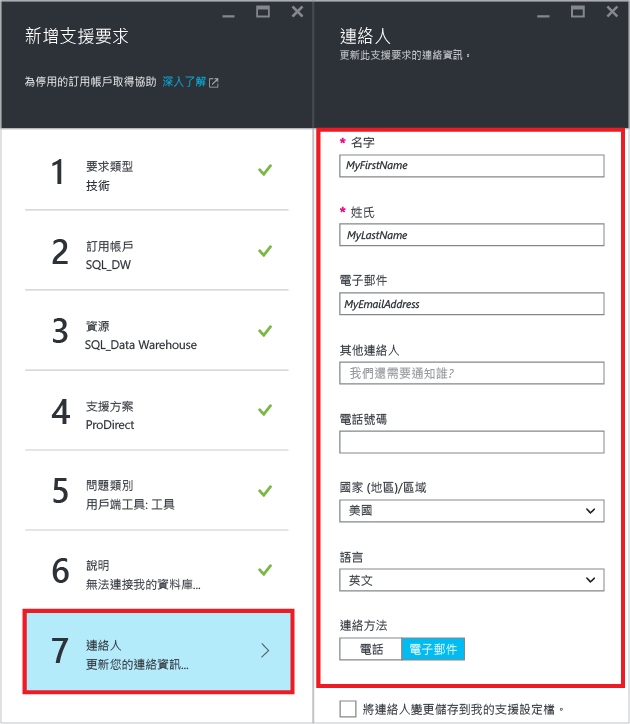 新增支援要求
為停用的訂用帳戶取得協助 深入了解
1 要求類型
技術
2 訂用帳戶
SQL_DW
3 資源
SQL_Data Warehouse
4 支援方案
ProDirect
5 問題類別
用戶端工具: 工具
6 說明
無法連接我的資料庫...
7 連絡人
更新您的連絡資訊...
連絡人
更新此支援要求的連絡資訊。
* 名字
MyFirstName
* 姓氏
MyLastName
電子郵件
MyEmailAddress
其他連絡人
我們還需要通知誰?
電話號碼
國家 (地區)/區域
美國
語言
英文
連絡方法
電話 電子郵件
將連絡人變更儲存到我的支援設定檔。